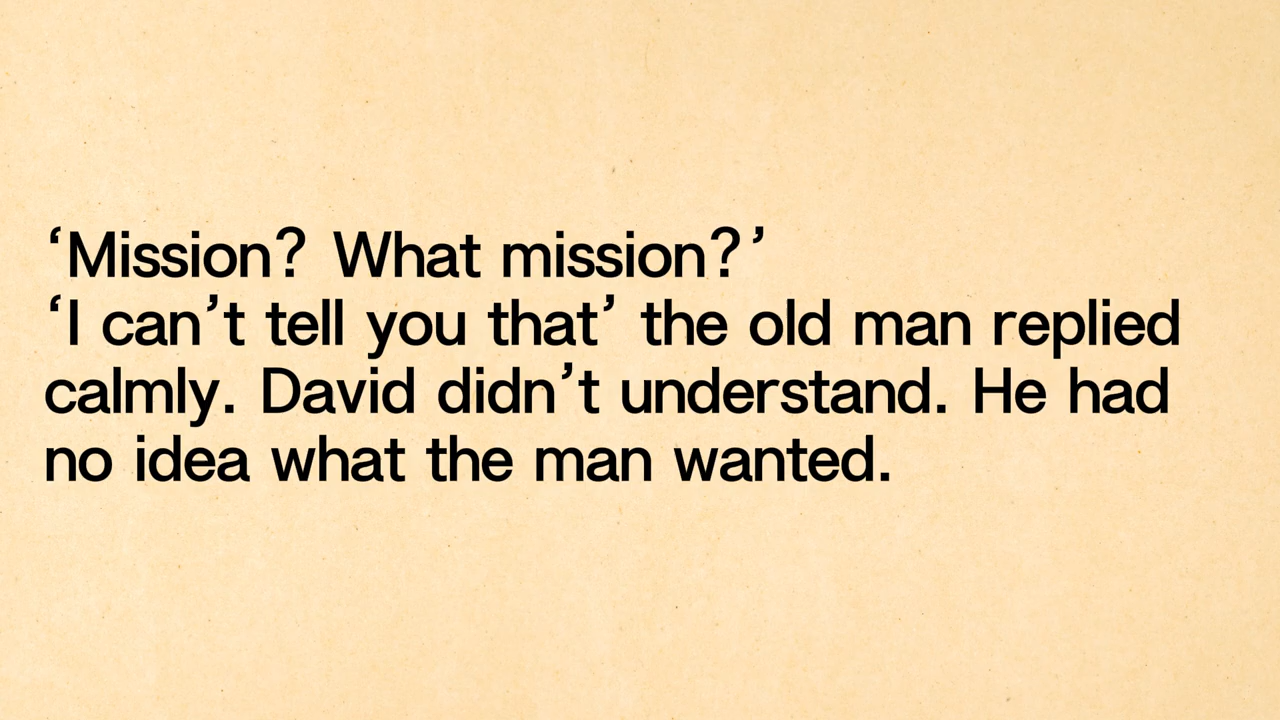 ‘Mission? What mission?’
‘I can’t tell you that’ the old man replied
calmly. David didn’t understand. He had
no idea what the man wanted.